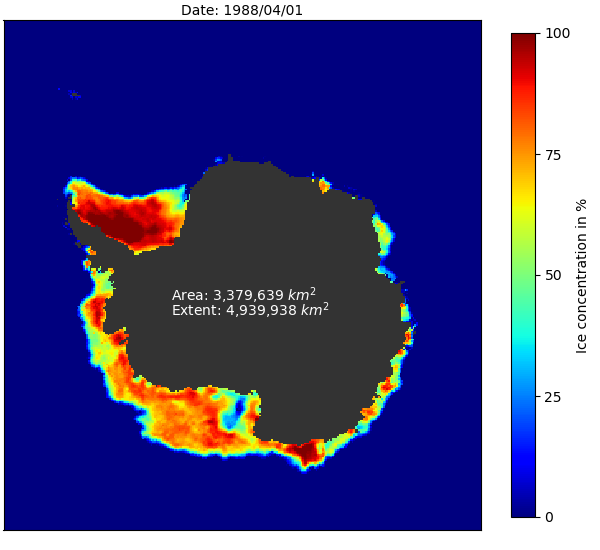 Date: 1988/04/01
Area: 3,379,639 km²
Extent: 4,939,938 km²
100
75
50
25
0
Ice concentration in %